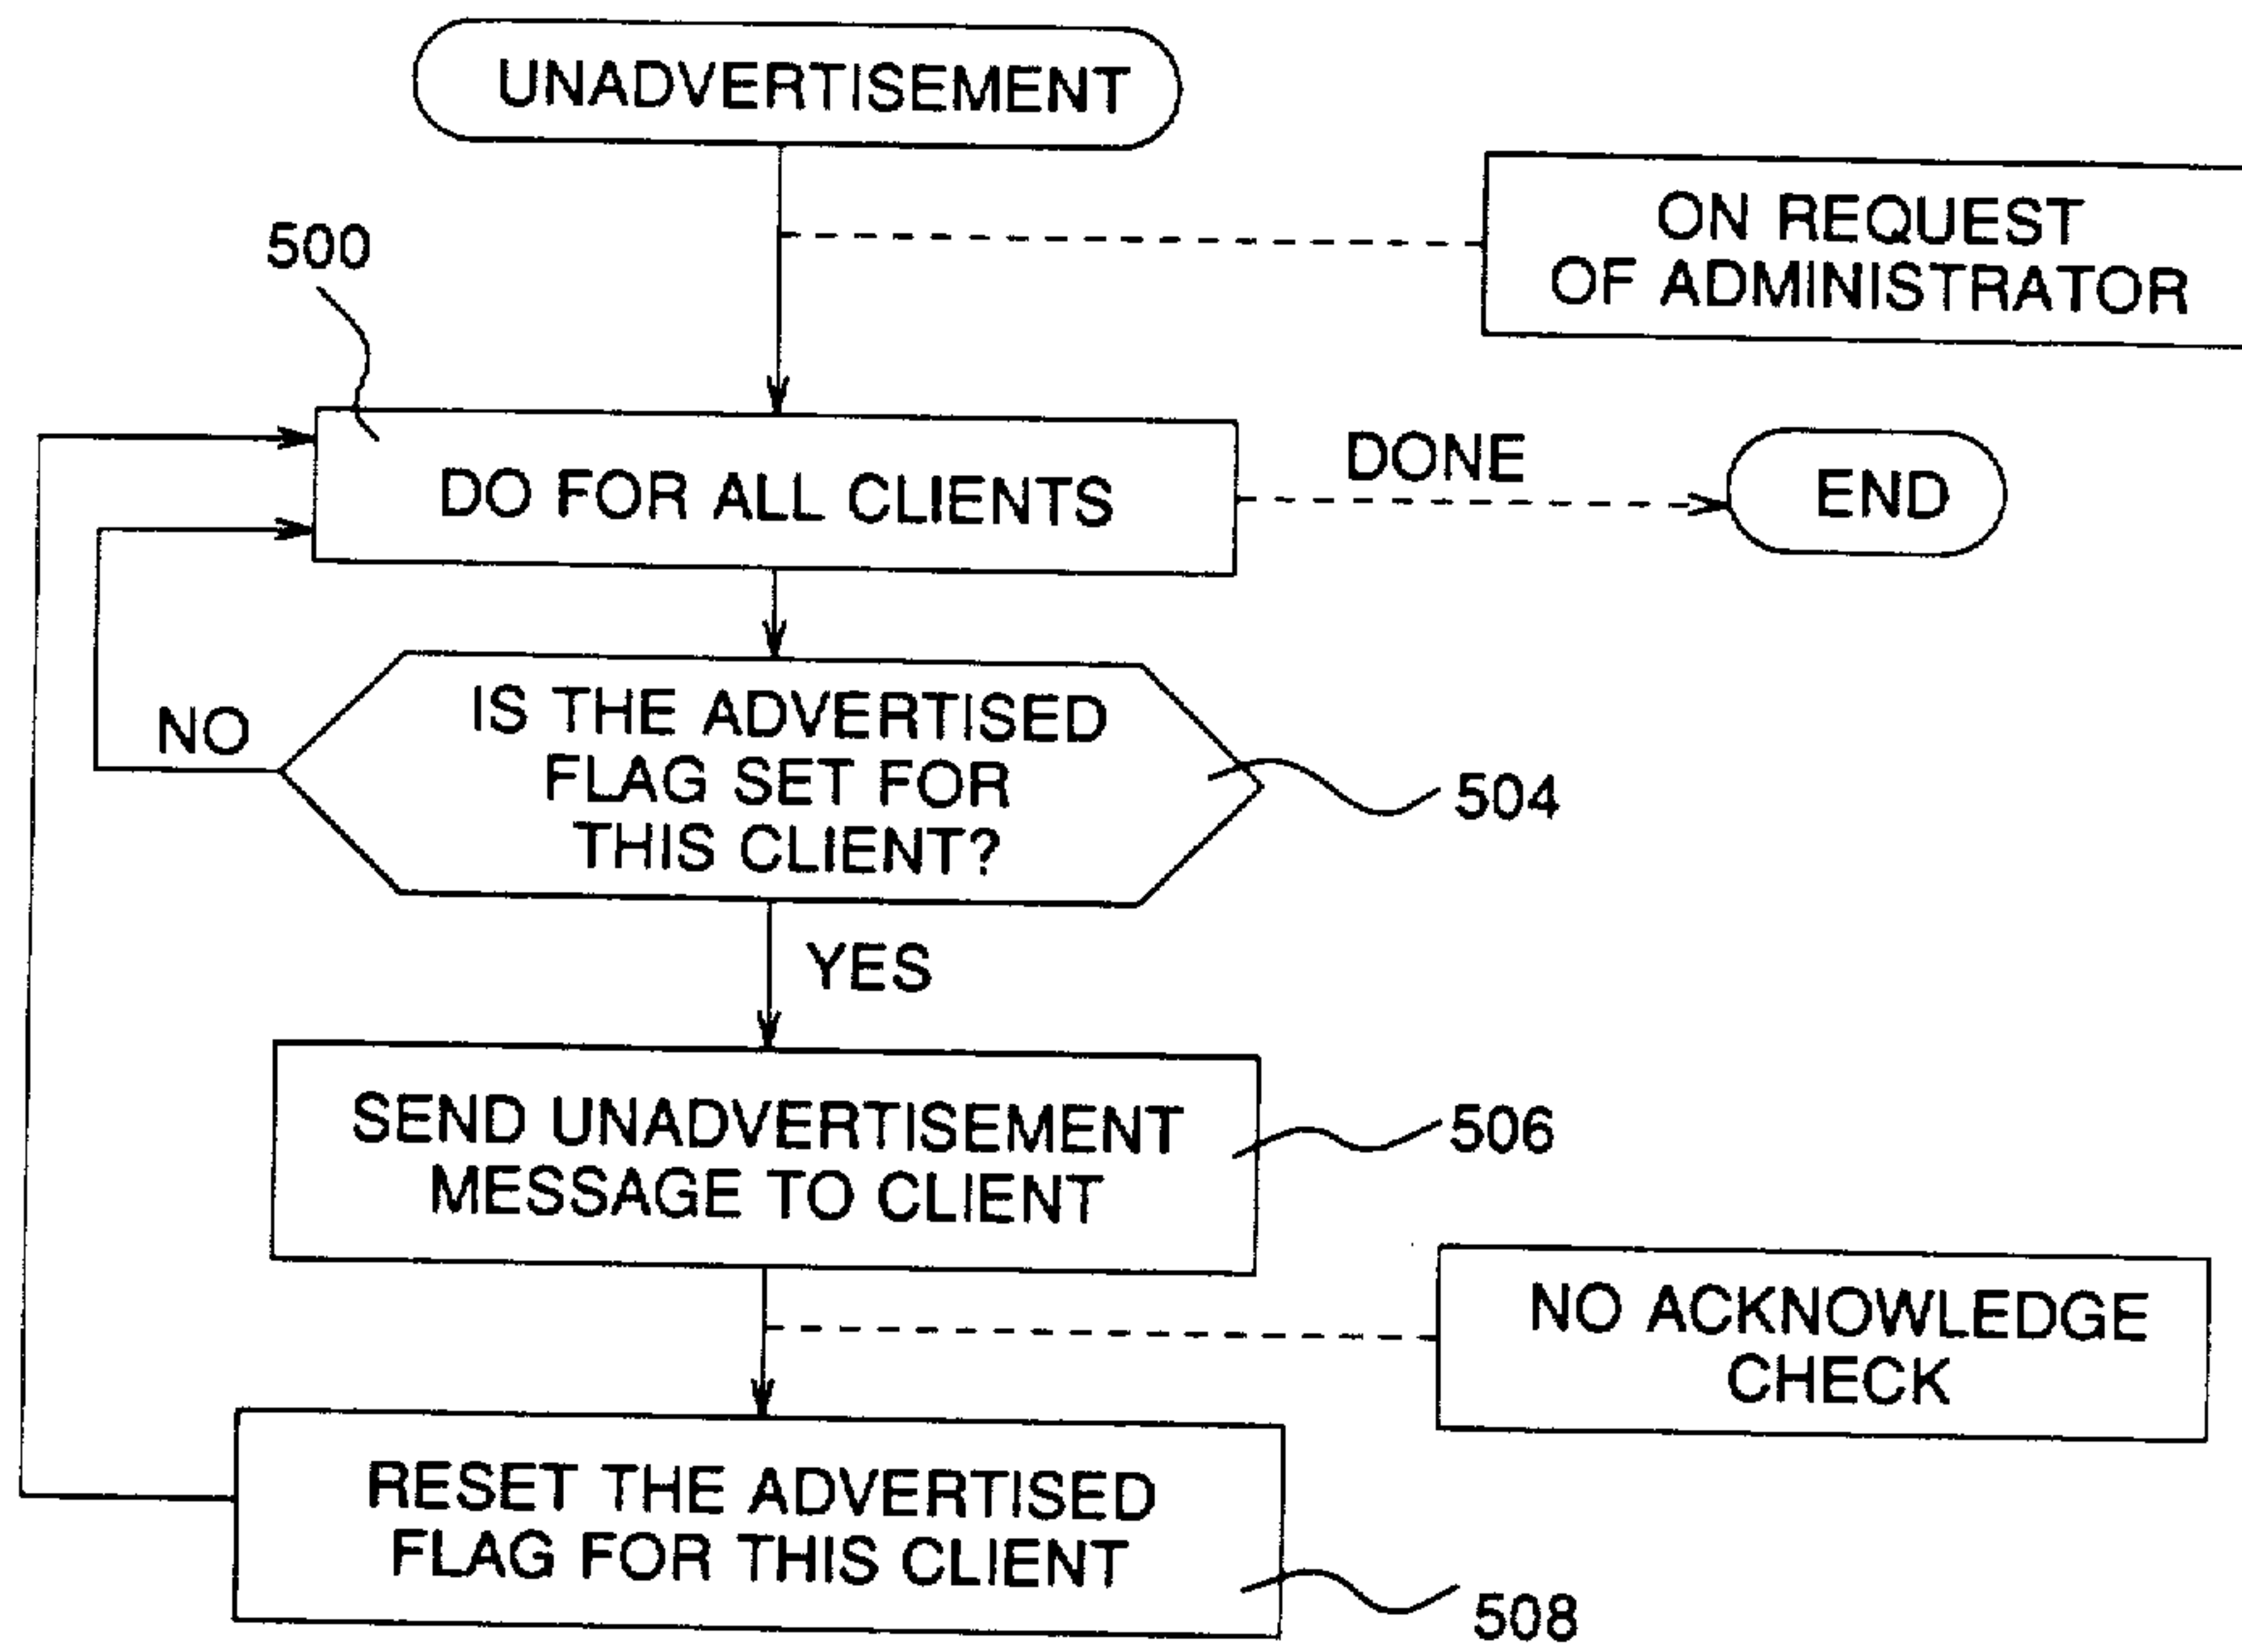 UNADVERTISEMENT
ON REQUEST
OF ADMINISTRATOR
500
DO FOR ALL CLIENTS
DONE
END
NO
IS THE ADVERTISED
FLAG SET FOR
THIS CLIENT?
504
YES
SEND UNADVERTISEMENT
MESSAGE TO CLIENT
506
NO ACKNOWLEDGE
CHECK
RESET THE ADVERTISED
FLAG FOR THIS CLIENT
508